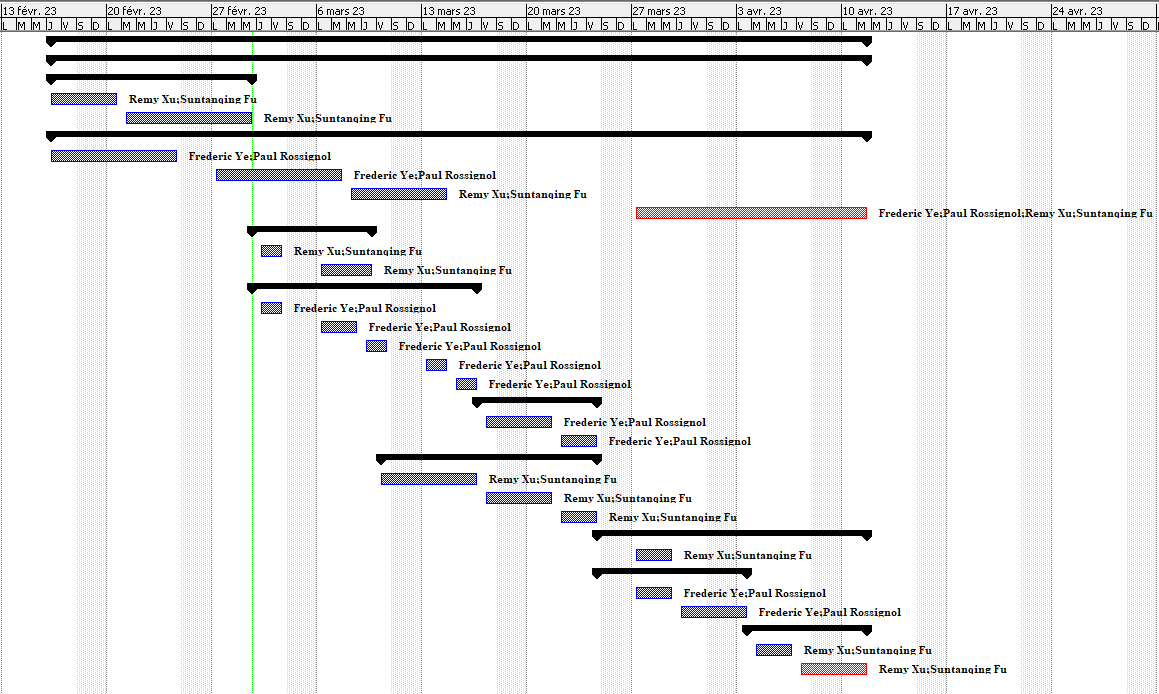 13 févr. 23 20 févr. 23 27 févr. 23 6 mars 23 13 mars 23 20 mars 23 27 mars 23 3 avr. 23 10 avr. 23 17 avr. 23 24 avr. 23
L M M J V S D L M M J V S D L M M J V S D L M M J V S D L M M J V S D L M M J V S D L M M J V S D L M M J V S D L M M J V S D L M M J V S D L M M J V S D
Remy Xu;Suntanqing Fu
Remy Xu;Suntanqing Fu
Frederic Ye;Paul Rossignol
Frederic Ye;Paul Rossignol
Remy Xu;Suntanqing Fu
Frederic Ye;Paul Rossignol;Remy Xu;Suntanqing Fu
Remy Xu;Suntanqing Fu
Remy Xu;Suntanqing Fu
Frederic Ye;Paul Rossignol
Frederic Ye;Paul Rossignol
Frederic Ye;Paul Rossignol
Frederic Ye;Paul Rossignol
Frederic Ye;Paul Rossignol
Frederic Ye;Paul Rossignol
Frederic Ye;Paul Rossignol
Remy Xu;Suntanqing Fu
Remy Xu;Suntanqing Fu
Remy Xu;Suntanqing Fu
Remy Xu;Suntanqing Fu
Frederic Ye;Paul Rossignol
Frederic Ye;Paul Rossignol
Remy Xu;Suntanqing Fu
Remy Xu;Suntanqing Fu